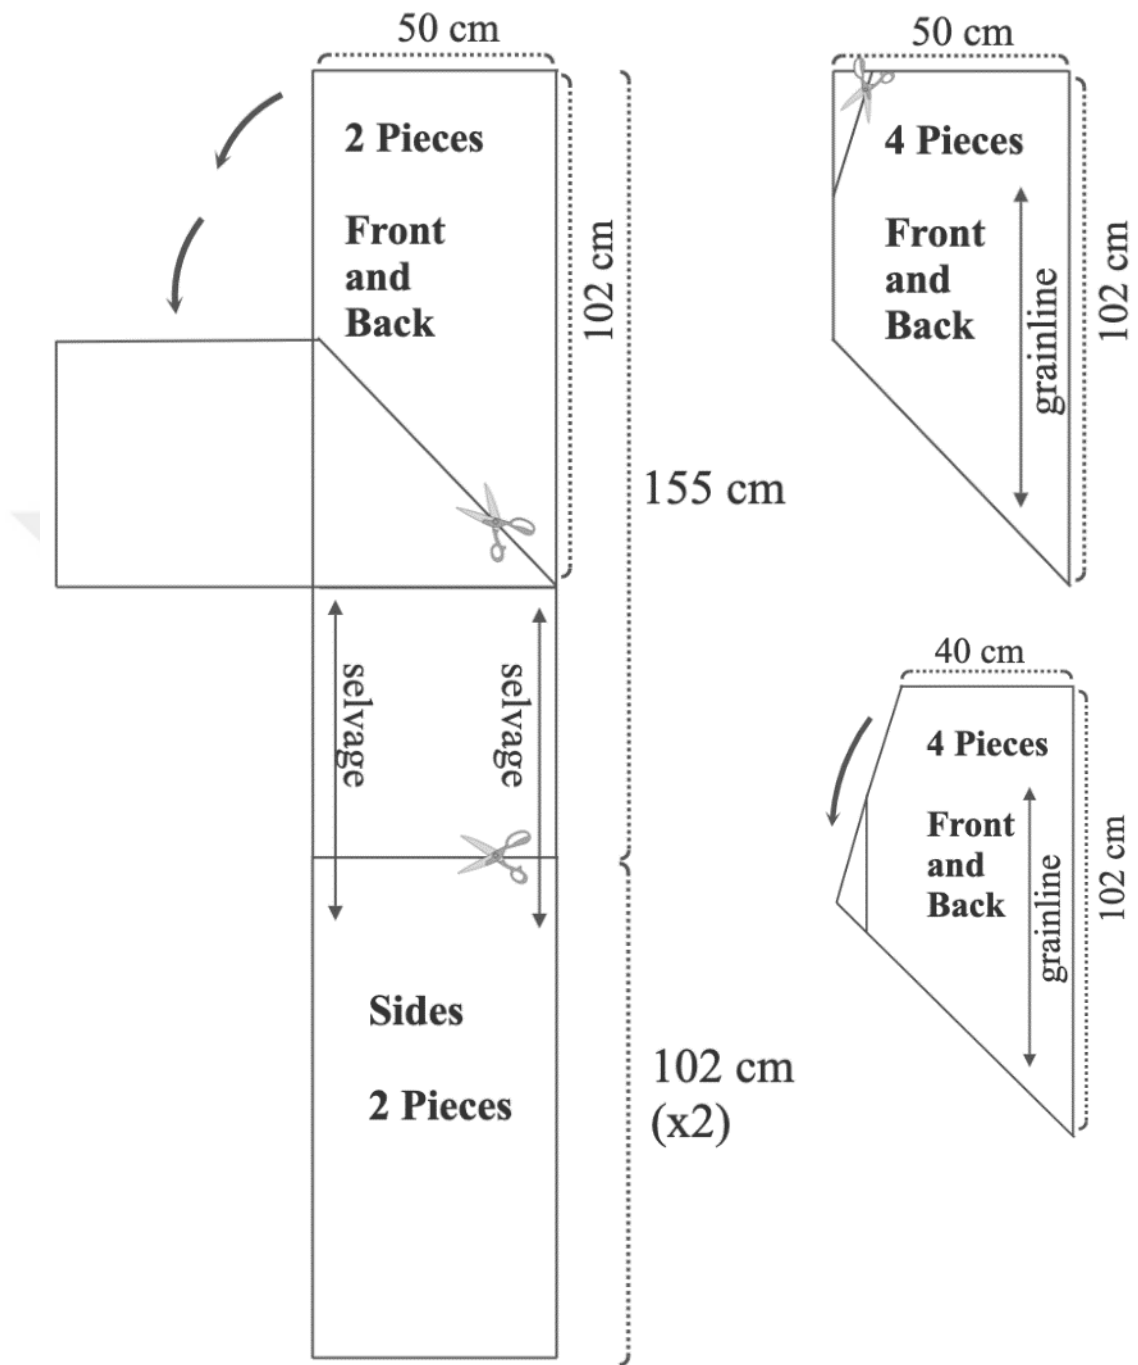 50 cm
2 Pieces
Front
and
Back
102 cm
155 cm
selvage
selvage
Sides
2 Pieces
102 cm
(x2)
50 cm
4 Pieces
Front
and
Back
grainline
102 cm
40 cm
4 Pieces
Front
and
Back
grainline
102 cm